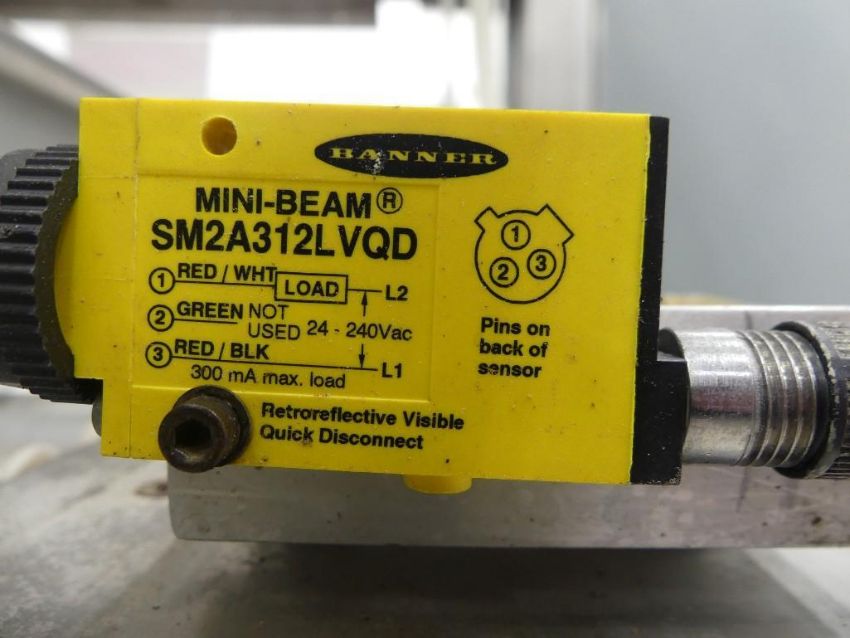 BANNER
MINI-BEAM®
SM2A312LVQD
1 RED / WHT LOAD L2
2 GREEN NOT USED 24 - 240Vac
3 RED / BLK L1
300 mA max. load
Retroreflective Visible
Quick Disconnect
1
2 3
Pins on
back of
sensor